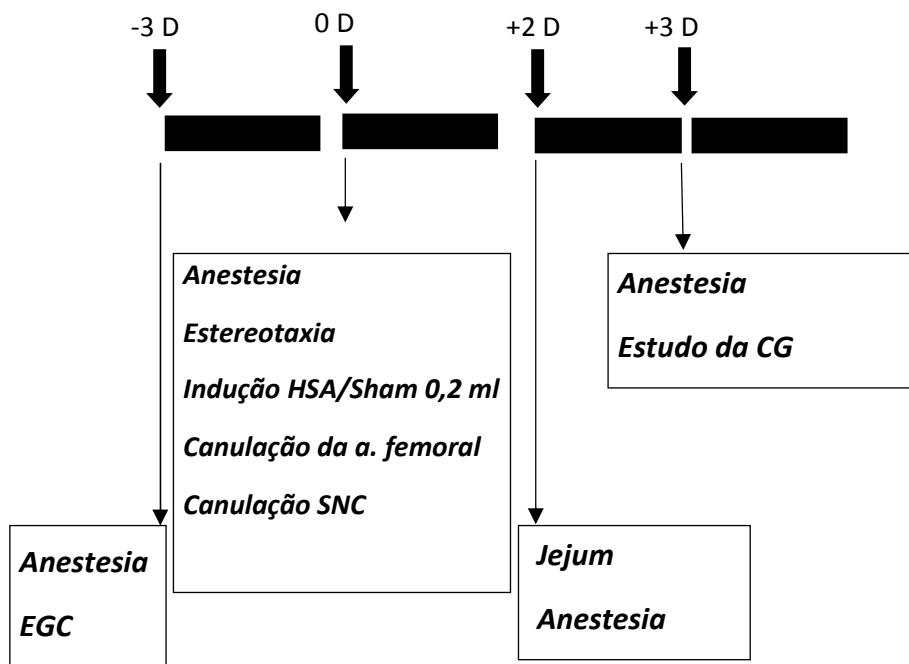 -3 D
0 D
+2 D
+3 D
Anestesia
Estereotaxia
Indução HSA/Sham 0,2 ml
Canulação da a. femoral
Canulação SNC
Anestesia
Estudo da CG
Anestesia
EGC
Jejum
Anestesia